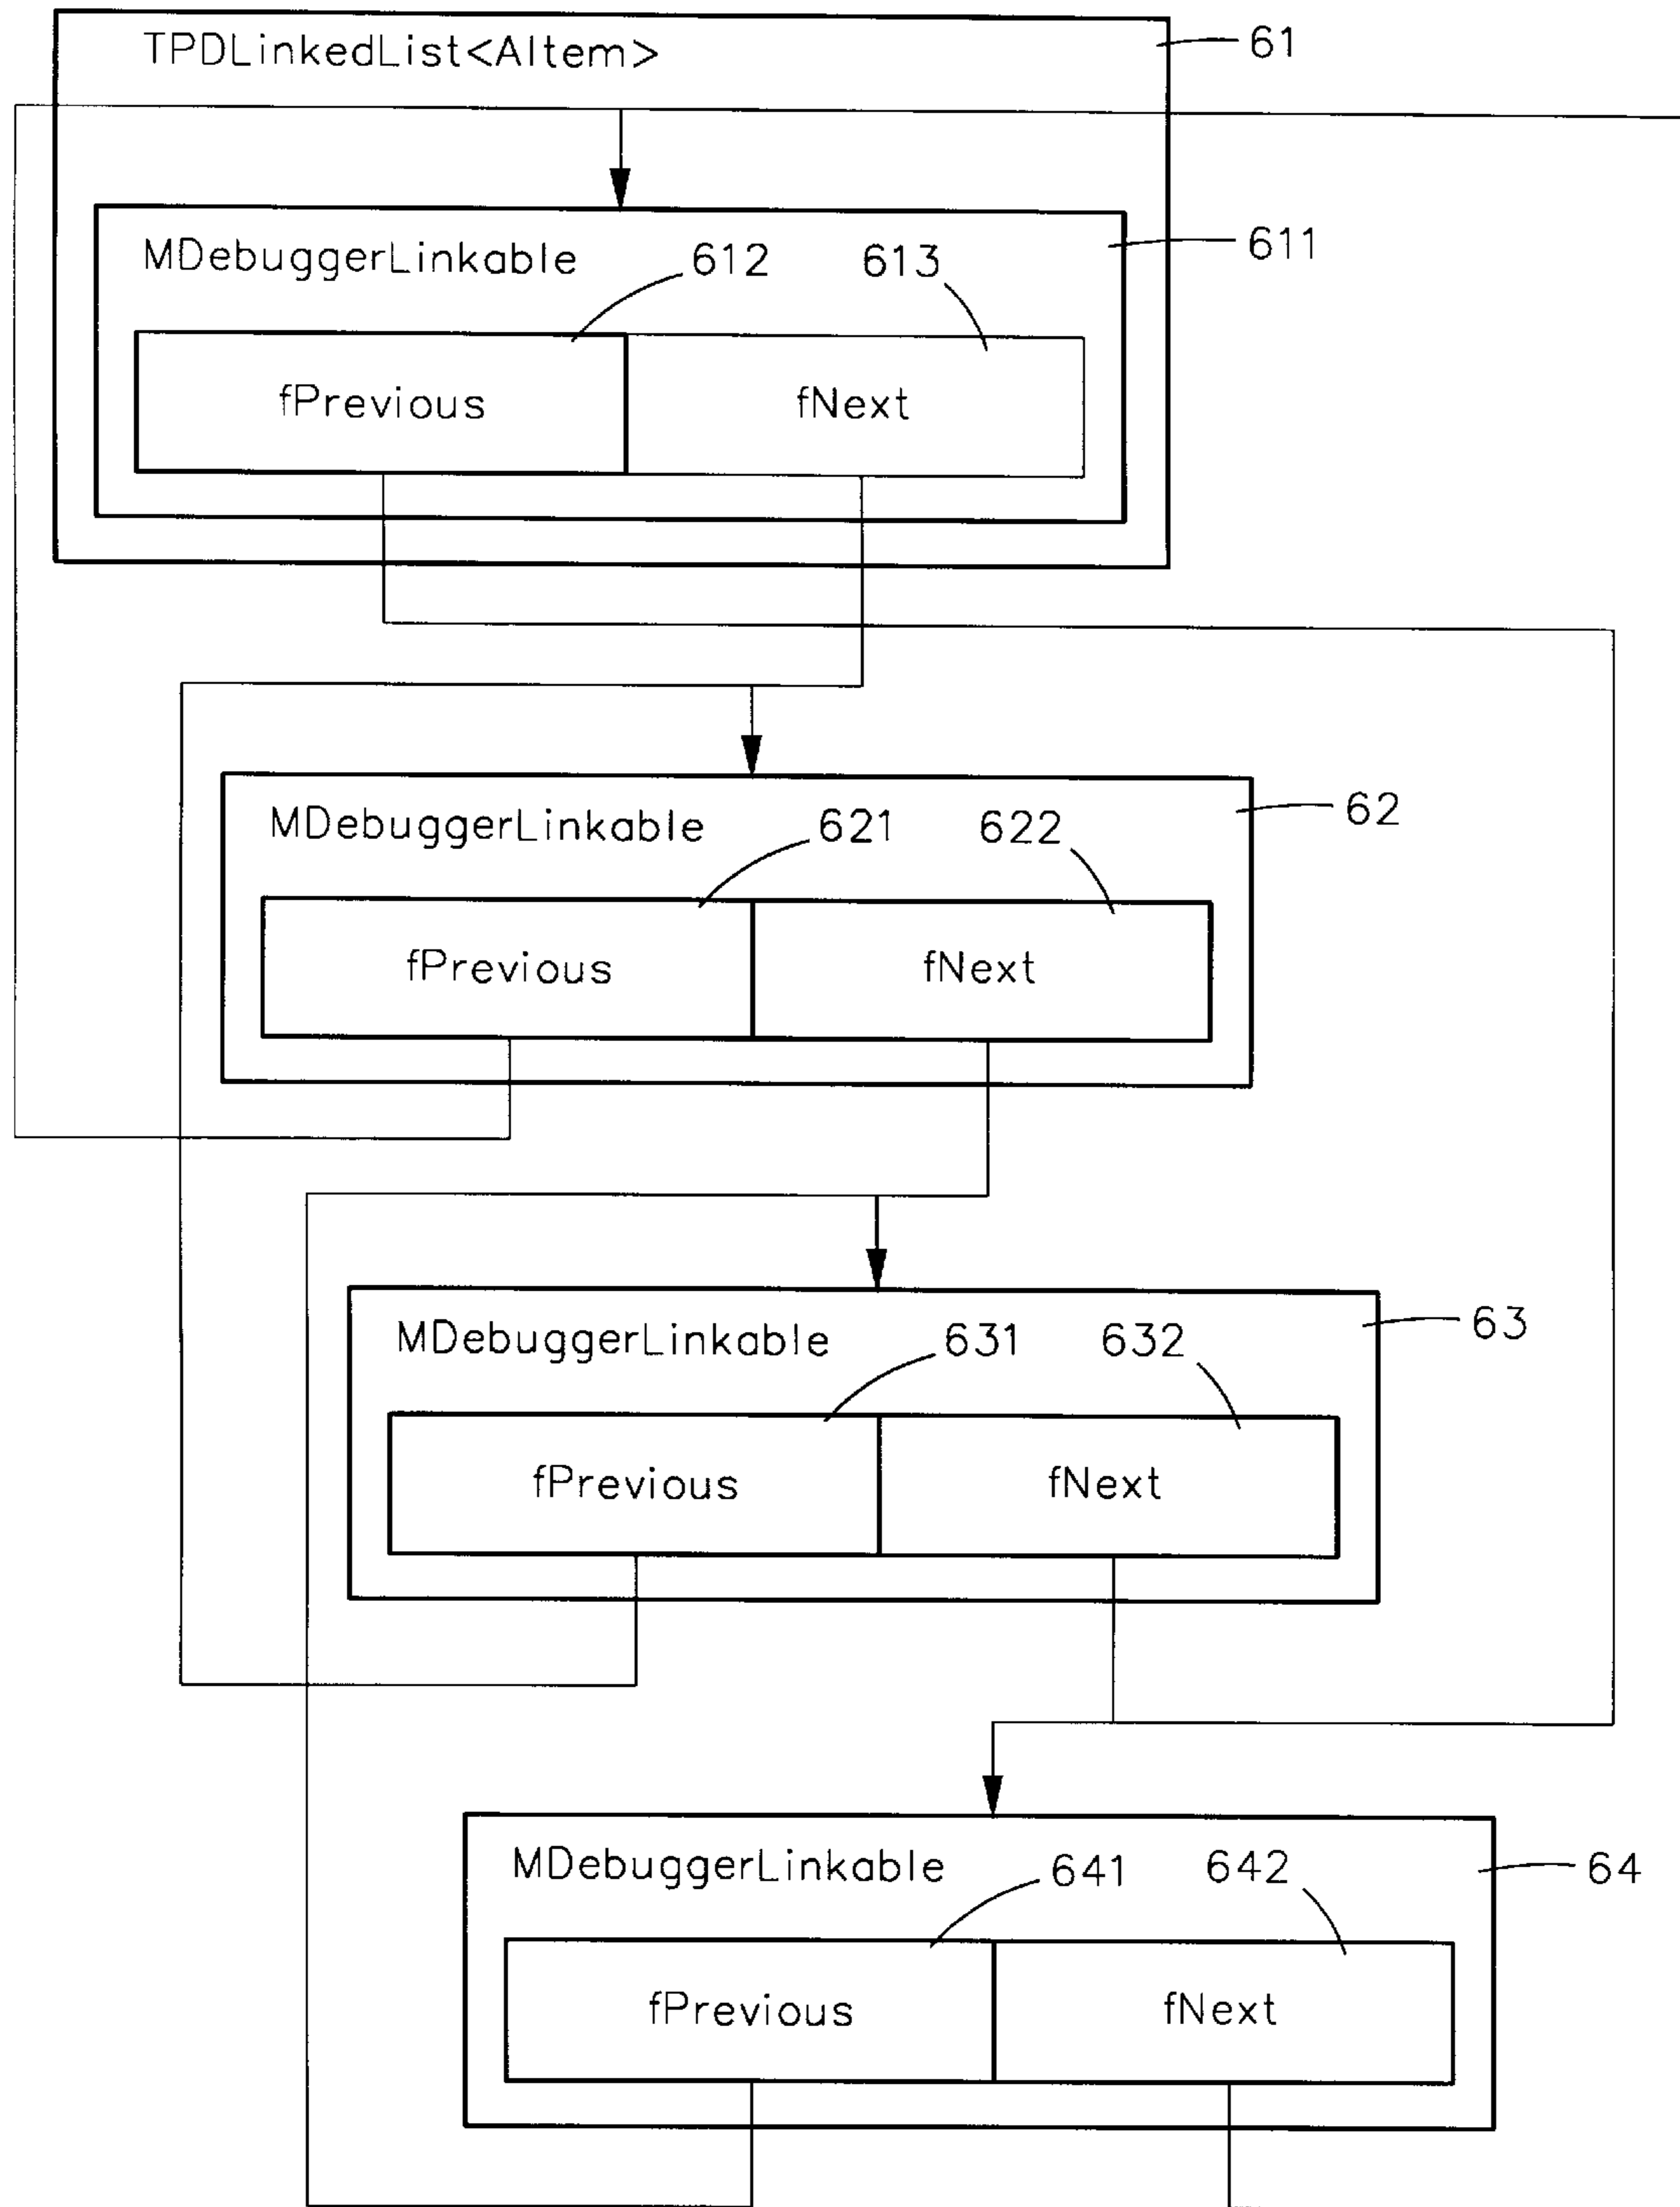 TPDLinkedList<AItem> 61
MDebuggerLinkable 612 613 611
fPrevious fNext
MDebuggerLinkable 621 622 62
fPrevious fNext
MDebuggerLinkable 631 632 63
fPrevious fNext
MDebuggerLinkable 641 642 64
fPrevious fNext